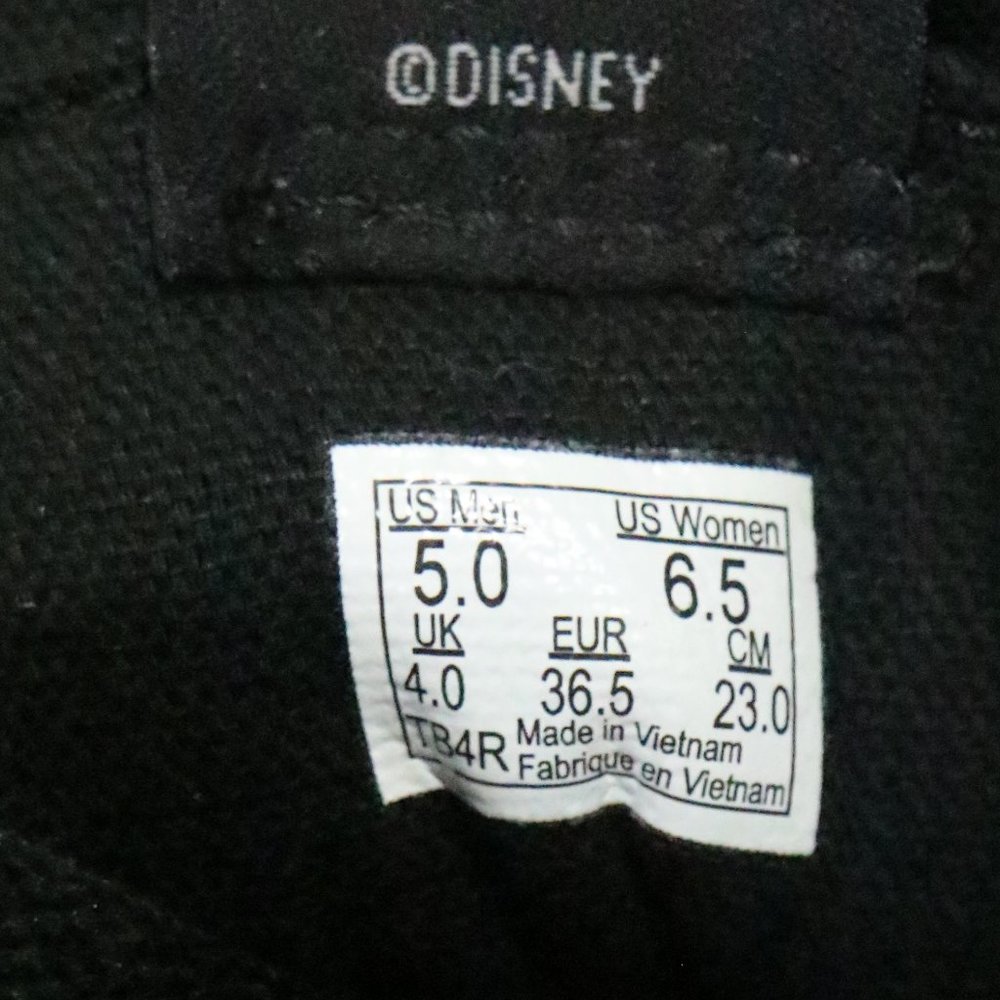 ©DISNEY
US Men US Women
5.0 6.5
UK EUR CM
4.0 36.5 23.0
TB4R Made in Vietnam
Fabrique en Vietnam